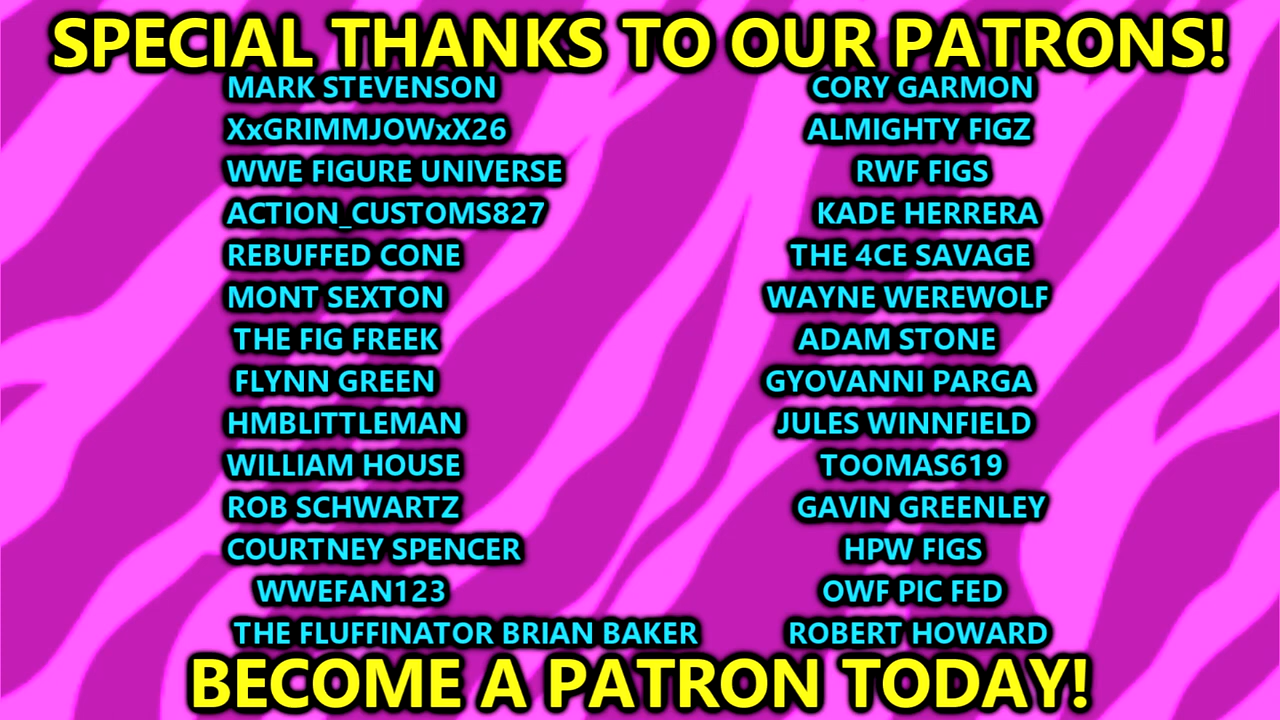 SPECIAL THANKS TO OUR PATRONS!
MARK STEVENSON
XxGRIMMJOWxX26
WWE FIGURE UNIVERSE
ACTION_CUSTOMS827
REBUFFED CONE
MONT SEXTON
THE FIG FREEK
FLYNN GREEN
HMBLITTLEMAN
WILLIAM HOUSE
ROB SCHWARTZ
COURTNEY SPENCER
WWEFAN123
THE FLUFFINATOR BRIAN BAKER
CORY GARMON
ALMIGHTY FIGZ
RWF FIGS
KADE HERRERA
THE 4CE SAVAGE
WAYNE WEREWOLF
ADAM STONE
GYOVANNI PARGA
JULES WINNFIELD
TOOMAS619
GAVIN GREENLEY
HPW FIGS
OWF PIC FED
ROBERT HOWARD
BECOME A PATRON TODAY!